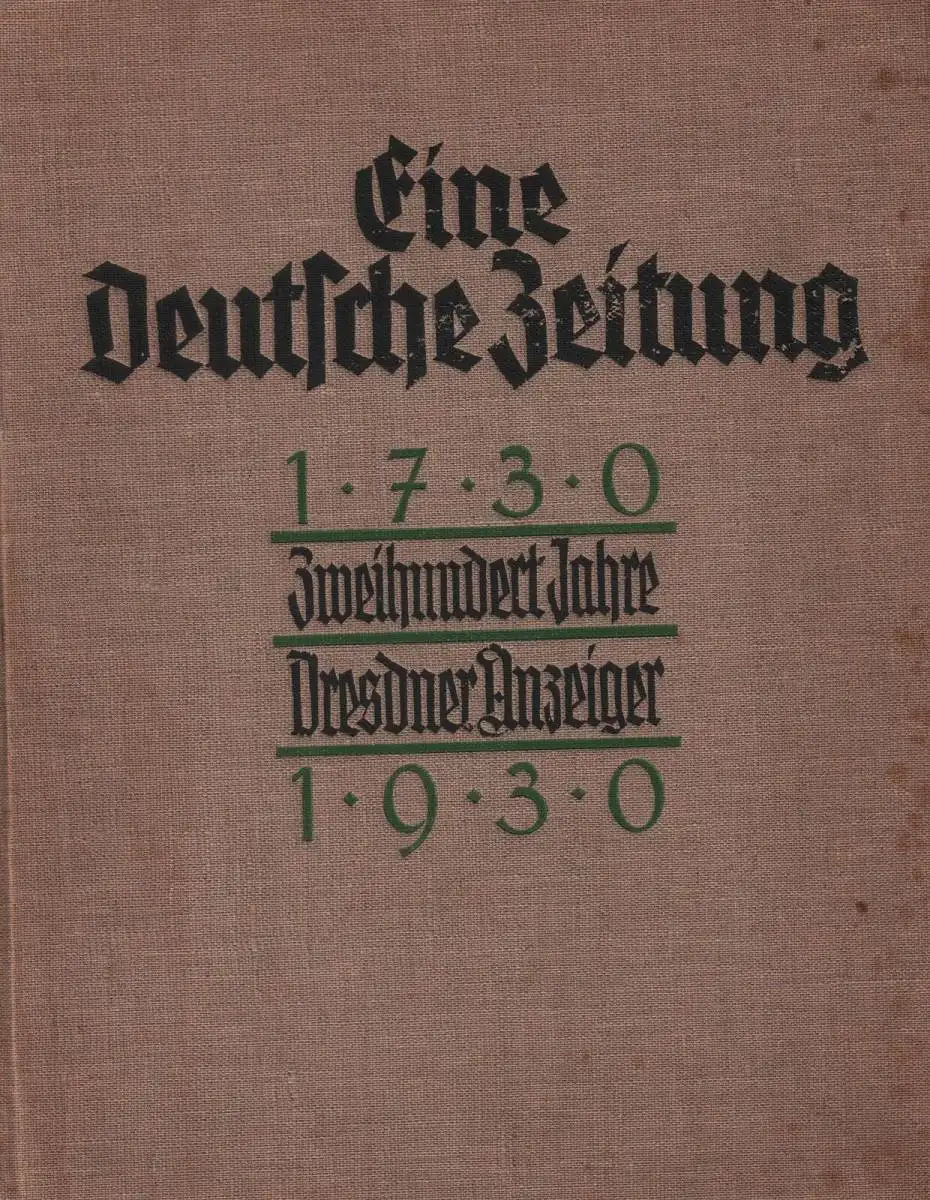 Eine
Deutſche Zeitung
1·7·3·0
Zweihundert Jahre
Dresdner Anzeiger
1·9·3·0